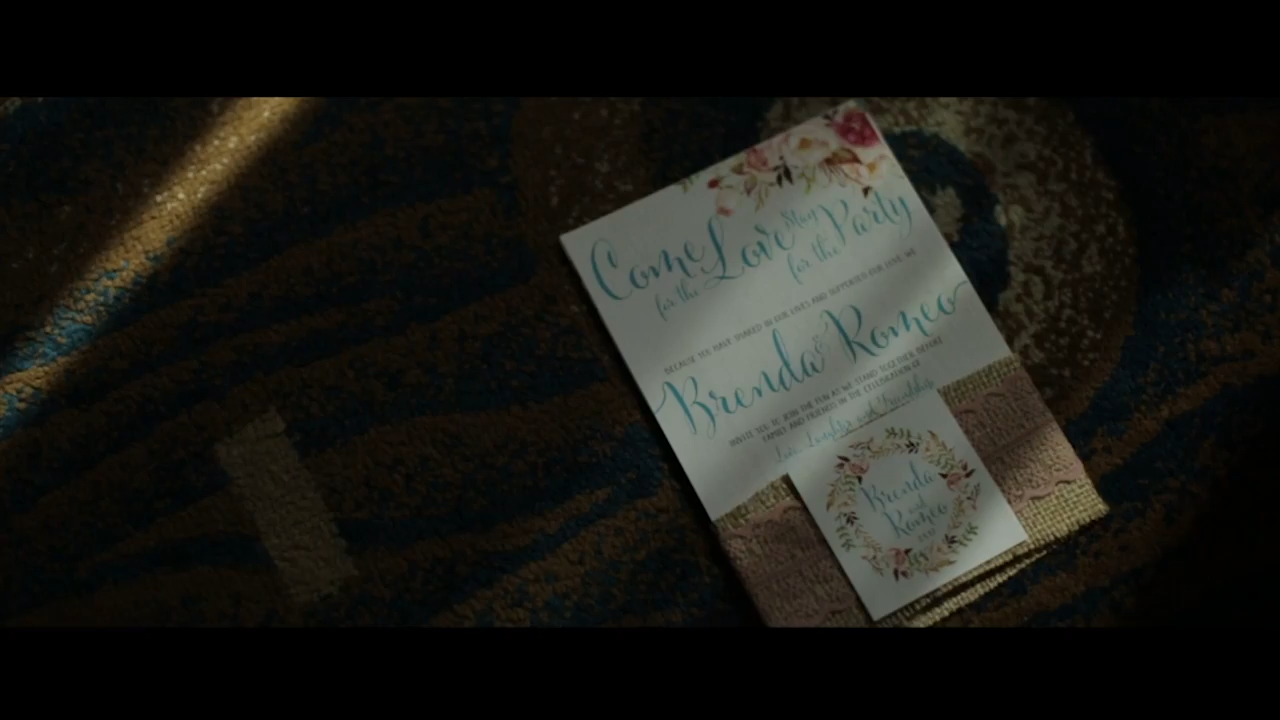 Come Love Stay Party
for the for the
BECAUSE YOU HAVE SHARED IN OUR LIVES AND SUPPORTED OUR LOVE, WE
Brenda & Romeo
INVITE YOU TO JOIN THE FUN AS WE STAND TOGETHER BEFORE
FAMILY AND FRIENDS IN THE CELEBRATION OF
Love, Laughter and Friendship
Brenda
and
Romeo